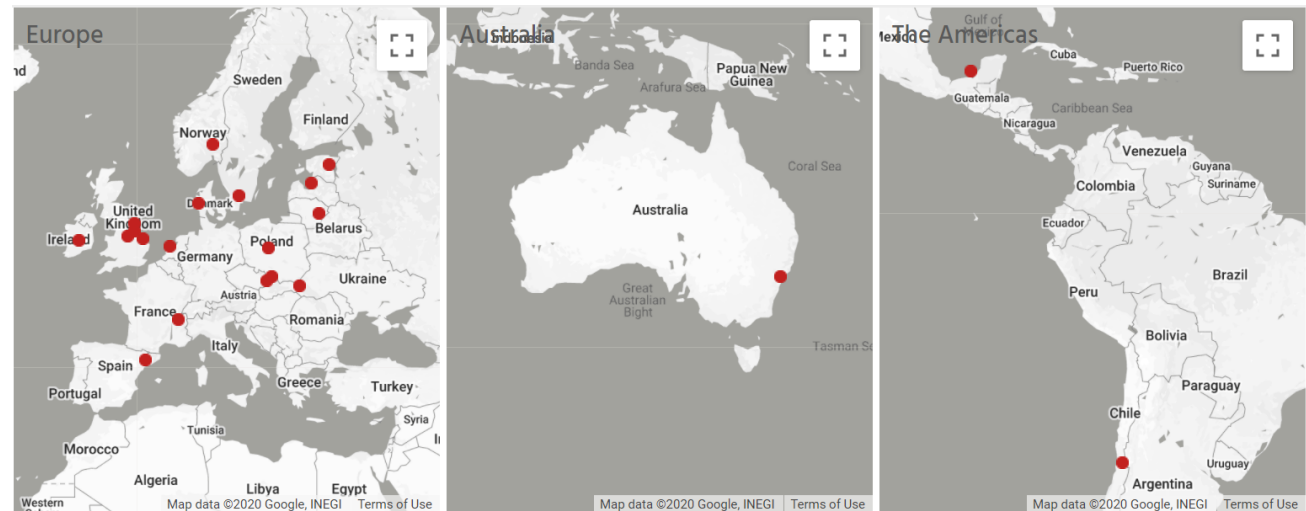 Europe
nd
Sweden
Finland
Norway
Denmark
United
Kingdom
Ireland
Belarus
Poland
Germany
Ukraine
Austria
France
Romania
Italy
Spain
Greece
Turkey
Portugal
Syria
Tunisia
Morocco
Algeria
Libya
Egypt
Western
Map data ©2020 Google, INEGI
Terms of Use
Australia
Indonesia
Banda Sea
Papua New
Guinea
Arafura Sea
Coral Sea
Australia
Great
Australian
Bight
Tasman Se
Map data ©2020 Google, INEGI
Terms of Use
The Americas
Gulf of
Mexico
Cuba
Puerto Rico
Guatemala
Caribbean Sea
Nicaragua
Venezuela
Guyana
Colombia
Suriname
Ecuador
Brazil
Peru
Bolivia
Paraguay
Chile
Uruguay
Argentina
Map data ©2020 Google, INEGI
Terms of Use